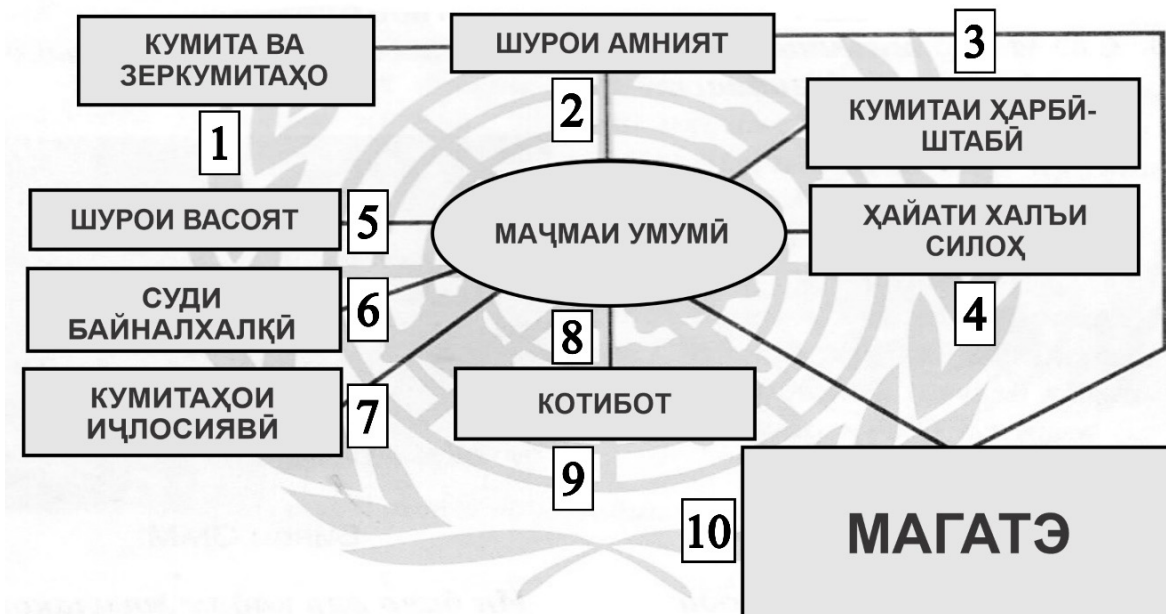 КУМИТА ВА
ЗЕРКУМИТАҲО
1
ШУРОИ АМНИЯТ
2
3
КУМИТАИ ҲАРБӢ-
ШТАБӢ
ШУРОИ ВАСОЯТ
5
МАҶМАИ УМУМӢ
ҲАЙАТИ ХАЛЪИ
СИЛОҲ
4
СУДИ
БАЙНАЛХАЛҚӢ
6
КУМИТАҲОИ
ИҶЛОСИЯВӢ
7
8
КОТИБОТ
9
10
МАГАТЭ